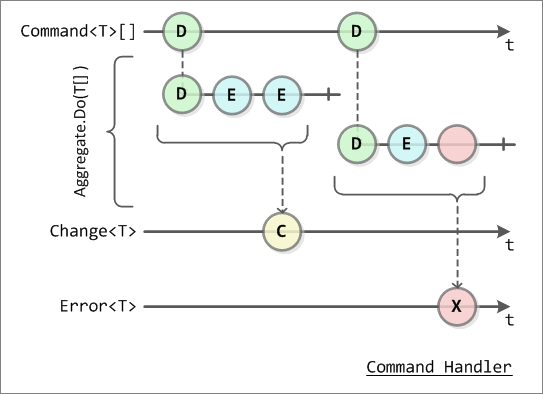 Command<T>[]
D
D
t
Aggregate.Do(T[])
D
E
E
D
E
Change<T>
C
t
Error<T>
X
t
Command Handler